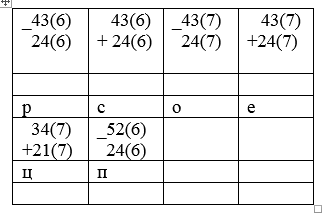 _43(6) 43(6) _43(7) 43(7)
24(6) + 24(6) 24(7) +24(7)
р с о е
34(7) _52(6)
+21(7) 24(6)
ц п